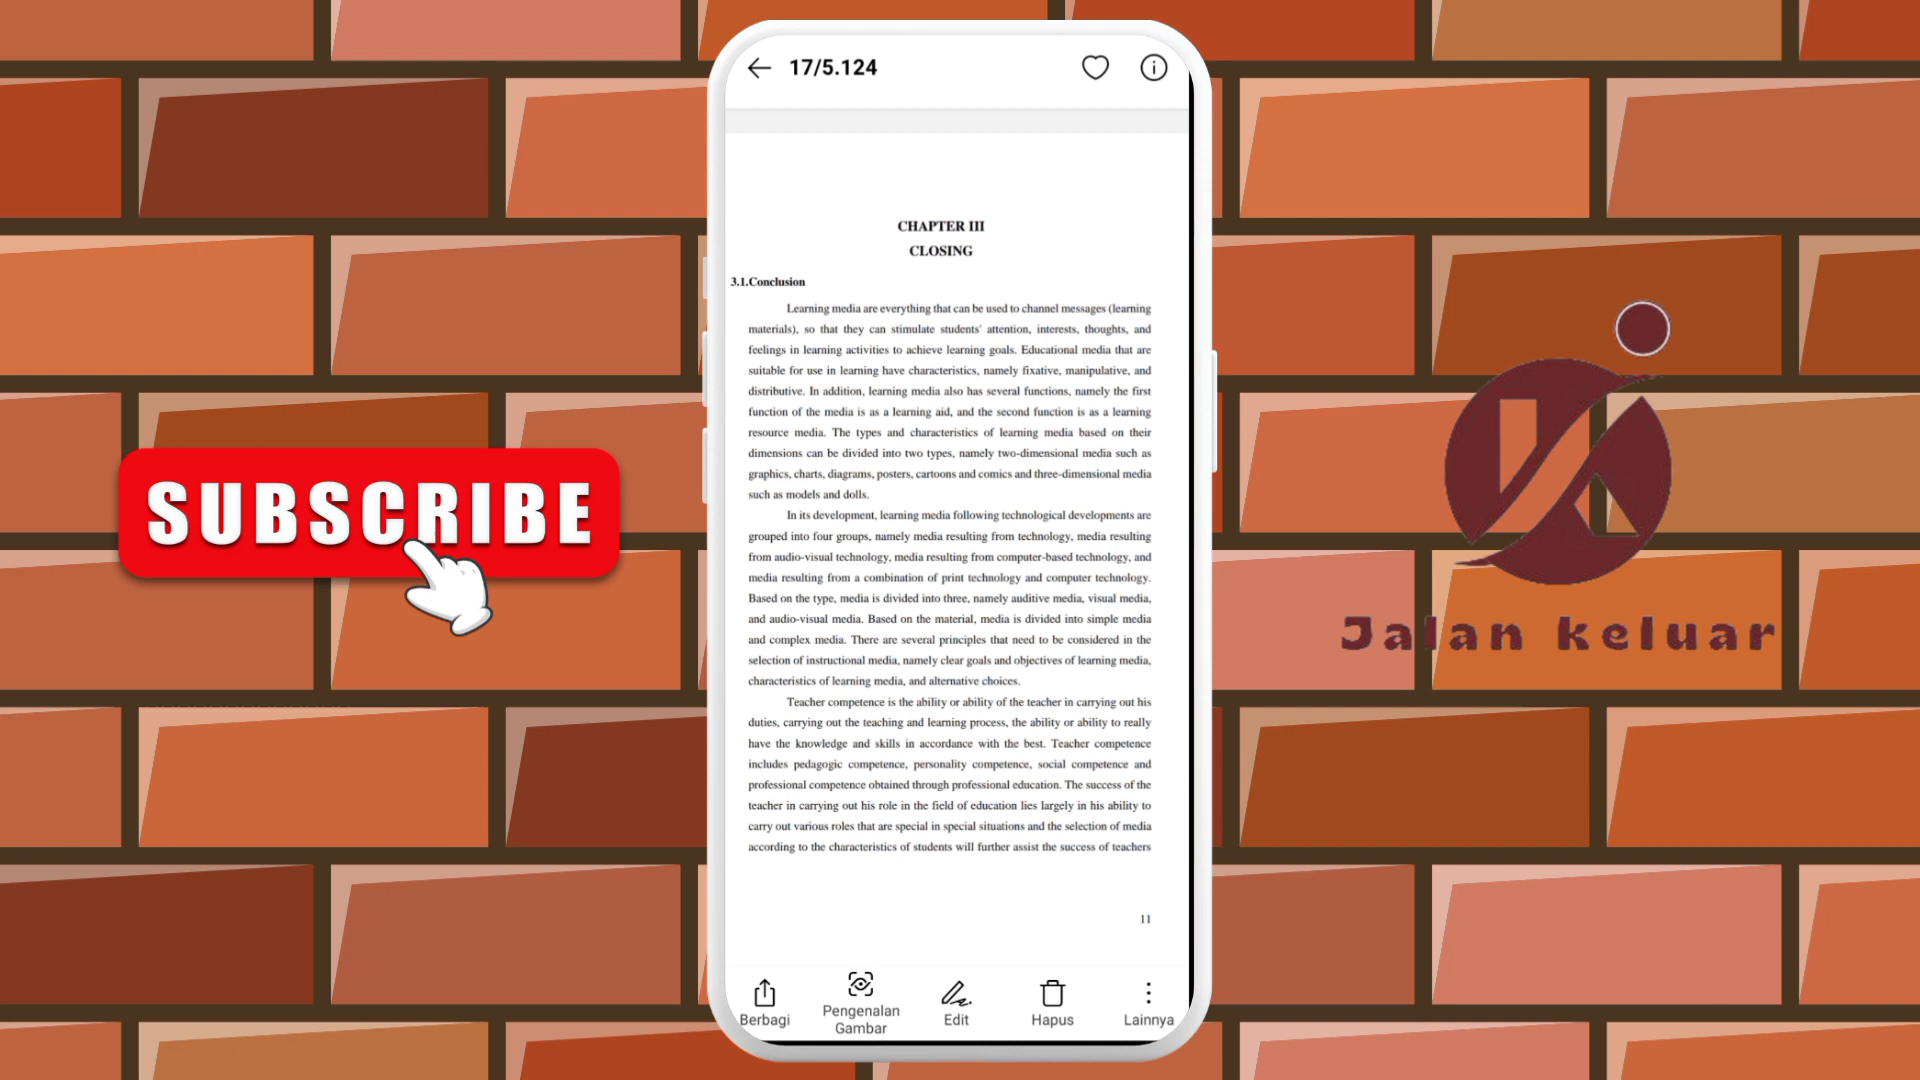 17/5.124
CHAPTER III
CLOSING
3.1.Conclusion
Learning media are everything that can be used to channel messages (learning
materials), so that they can stimulate students' attention, interests, thoughts, and
feelings in learning activities to achieve learning goals. Educational media that are
suitable for use in learning have characteristics, namely fixative, manipulative, and
distributive. In addition, learning media also has several functions, namely the first
function of the media is as a learning aid, and the second function is as a learning
resource media. The types and characteristics of learning media based on their
dimensions can be divided into two types, namely two-dimensional media such as
graphics, charts, diagrams, posters, cartoons and comics and three-dimensional media
such as models and dolls.
In its development, learning media following technological developments are
grouped into four groups, namely media resulting from technology, media resulting
from audio-visual technology, media resulting from computer-based technology, and
media resulting from a combination of print technology and computer technology.
Based on the type, media is divided into three, namely auditive media, visual media,
and audio-visual media. Based on the material, media is divided into simple media
and complex media. There are several principles that need to be considered in the
selection of instructional media, namely clear goals and objectives of learning media,
characteristics of learning media, and alternative choices.
Teacher competence is the ability or ability of the teacher in carrying out his
duties, carrying out the teaching and learning process, the ability or ability to really
have the knowledge and skills in accordance with the best. Teacher competence
includes pedagogic competence, personality competence, social competence and
professional competence obtained through professional education. The success of the
teacher in carrying out his role in the field of education lies largely in his ability to
carry out various roles that are special in special situations and the selection of media
according to the characteristics of students will further assist the success of teachers
11
Berbagi
Pengenalan
Gambar
Edit
Hapus
Lainnya
SUBSCRIBE
Jalan keluar